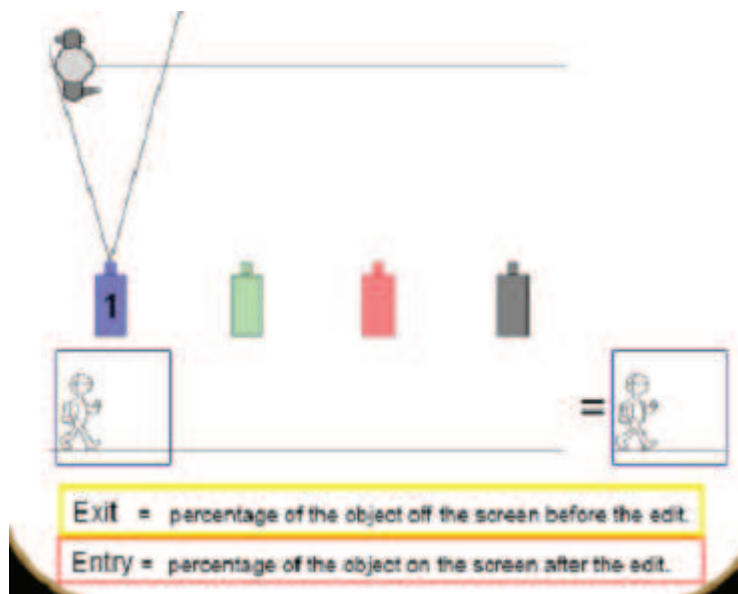 1
=
Exit = percentage of the object off the screen before the edit.
Entry = percentage of the object on the screen after the edit.